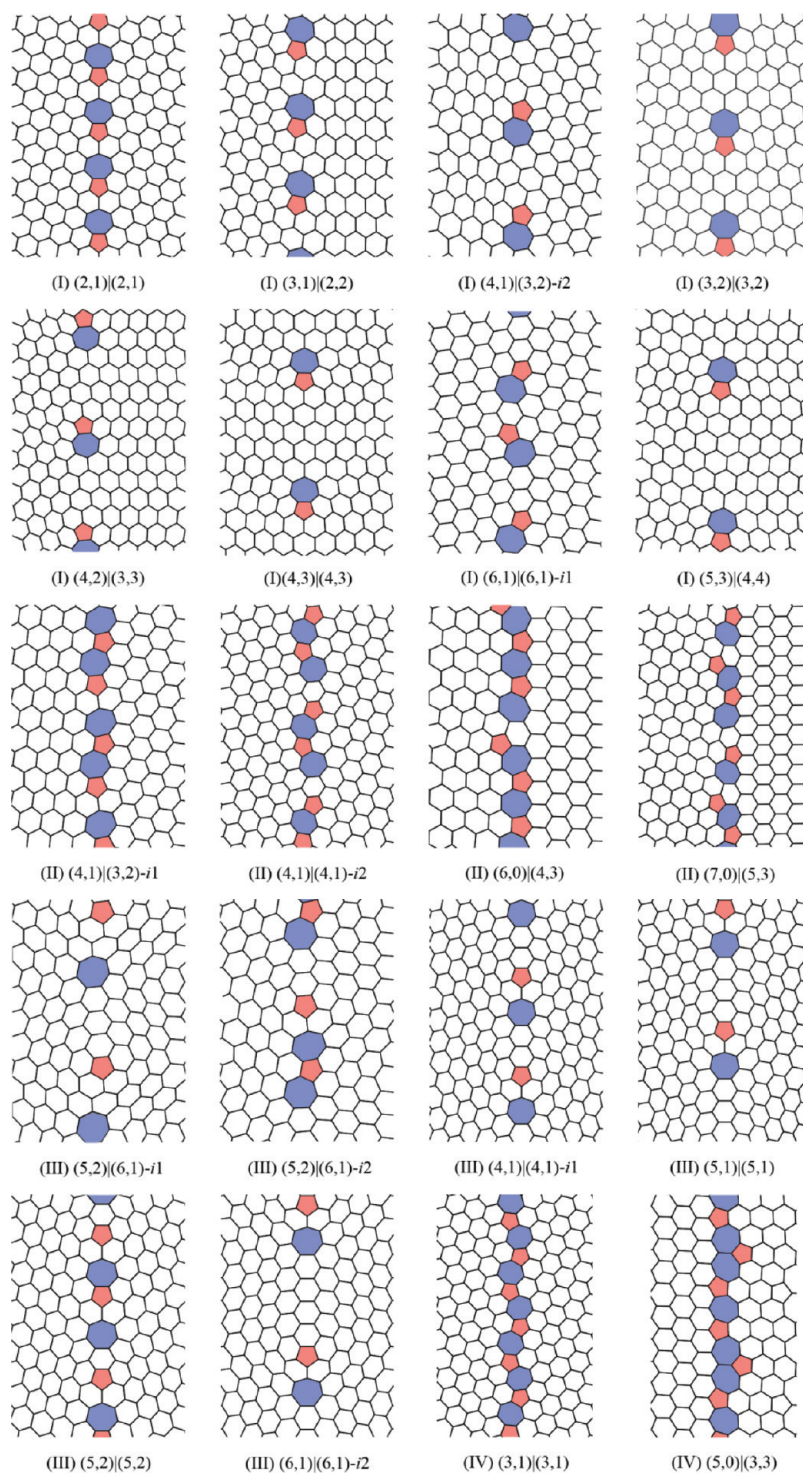 (I) (2,1)|(2,1) (I) (3,1)|(2,2) (I) (4,1)|(3,2)-i2 (I) (3,2)|(3,2)
(I) (4,2)|(3,3) (I)(4,3)|(4,3) (I) (6,1)|(6,1)-i1 (I) (5,3)|(4,4)
(II) (4,1)|(3,2)-i1 (II) (4,1)|(4,1)-i2 (II) (6,0)|(4,3) (II) (7,0)|(5,3)
(III) (5,2)|(6,1)-i1 (III) (5,2)|(6,1)-i2 (III) (4,1)|(4,1)-i1 (III) (5,1)|(5,1)
(III) (5,2)|(5,2) (III) (6,1)|(6,1)-i2 (IV) (3,1)|(3,1) (IV) (5,0)|(3,3)